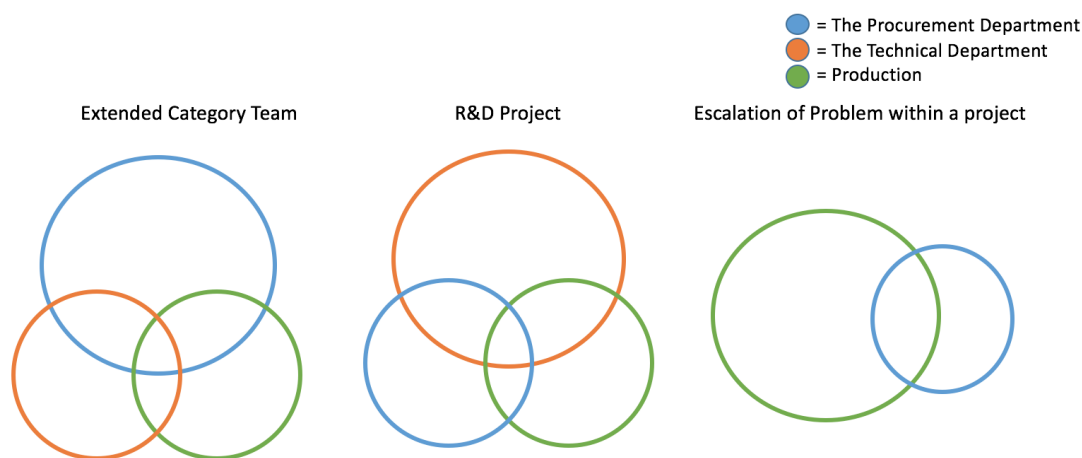 = The Procurement Department
= The Technical Department
= Production
Extended Category Team
R&D Project
Escalation of Problem within a project